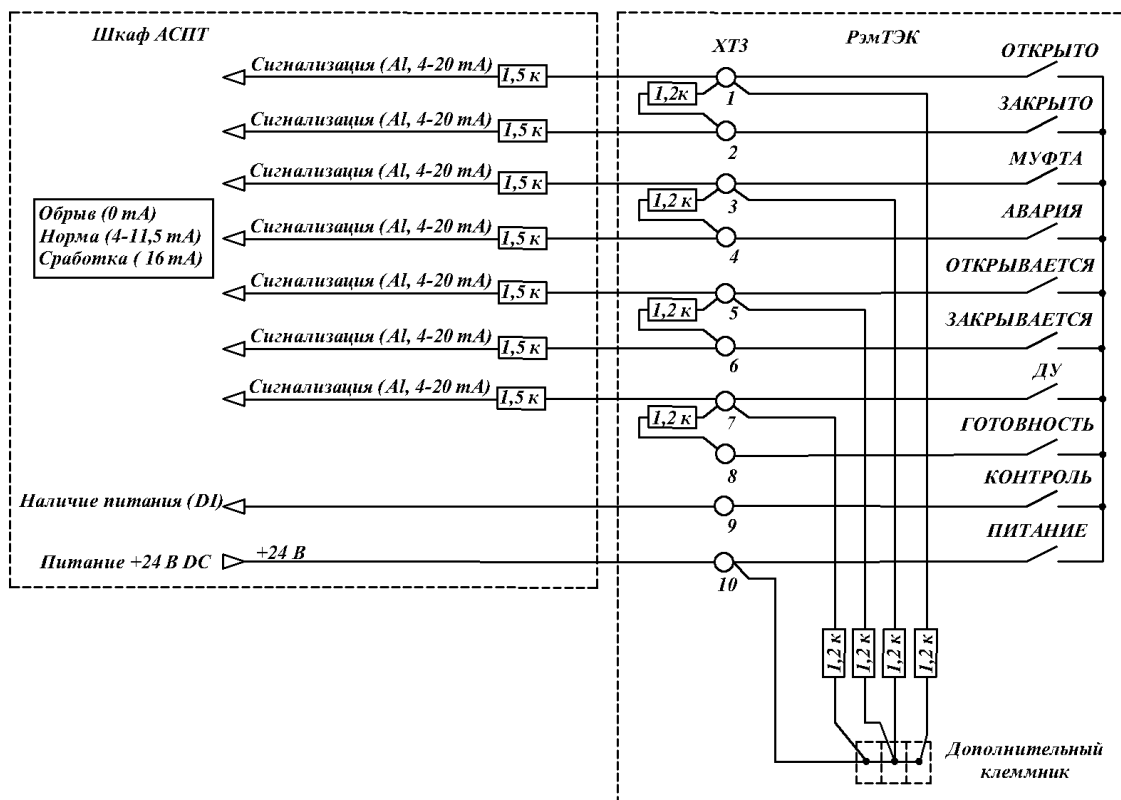 Шкаф АСПТ
ХТ3
РэмТЭК
ОТКРЫТО
Сигнализация (AI, 4-20 mA)
1,5 к
1,2к
1
ЗАКРЫТО
Сигнализация (AI, 4-20 mA)
1,5 к
2
МУФТА
Сигнализация (AI, 4-20 mA)
1,5 к
1,2 к
3
АВАРИЯ
Сигнализация (AI, 4-20 mA)
1,5 к
4
Обрыв (0 mA)
Норма (4-11,5 mA)
Сработка ( 16 mA)
ОТКРЫВАЕТСЯ
Сигнализация (AI, 4-20 mA)
1,5 к
1,2 к
5
ЗАКРЫВАЕТСЯ
Сигнализация (AI, 4-20 mA)
1,5 к
6
ДУ
Сигнализация (AI, 4-20 mA)
1,5 к
1,2 к
7
ГОТОВНОСТЬ
8
КОНТРОЛЬ
Наличие питания (DI)
9
ПИТАНИЕ
Питание +24 В DC
+24 В
10
1,2 к
1,2 к
1,2 к
1,2 к
Дополнительный
клеммник